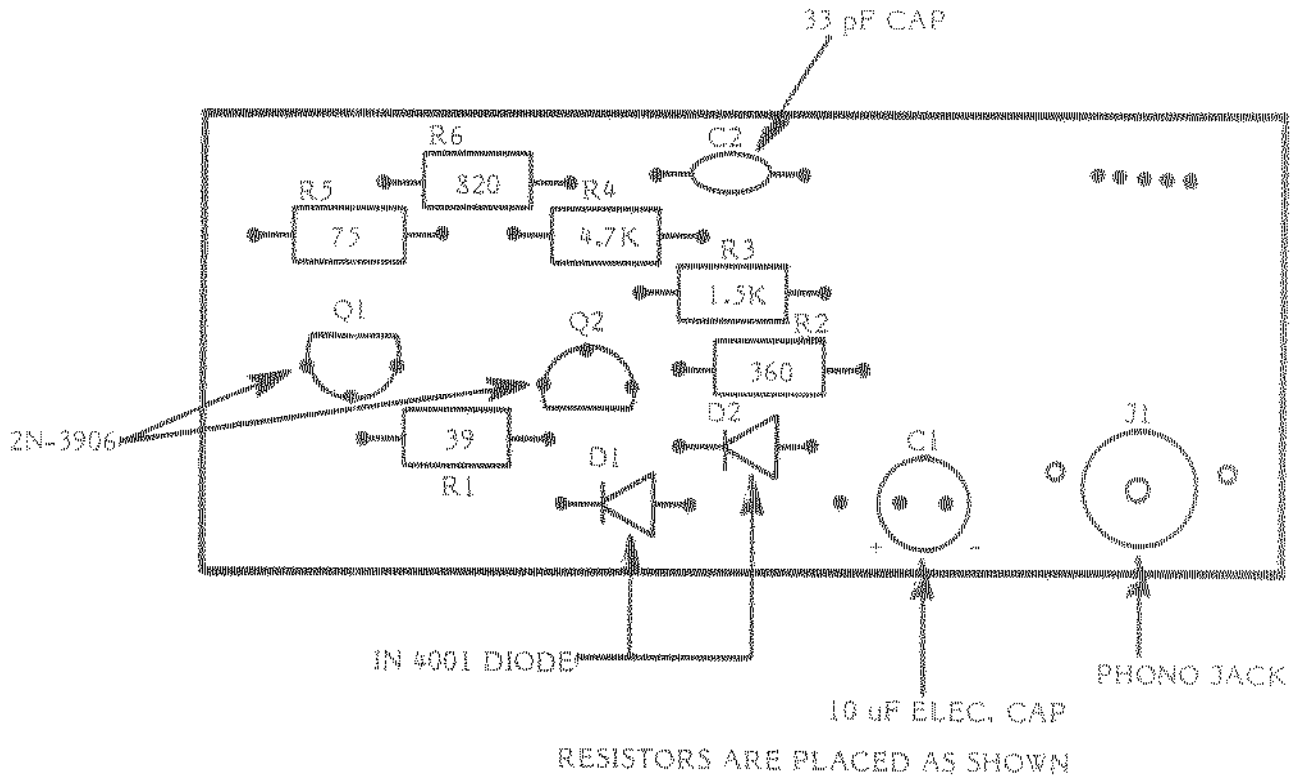 33 pF CAP
R6
C2
820
R5
R4
75
4.7K
R3
1.5K
Q1
Q2
R2
360
2N-3906
D2
39
J1
C1
D1
R1
+ -
IN 4001 DIODE
PHONO JACK
10 uF ELEC. CAP
RESISTORS ARE PLACED AS SHOWN